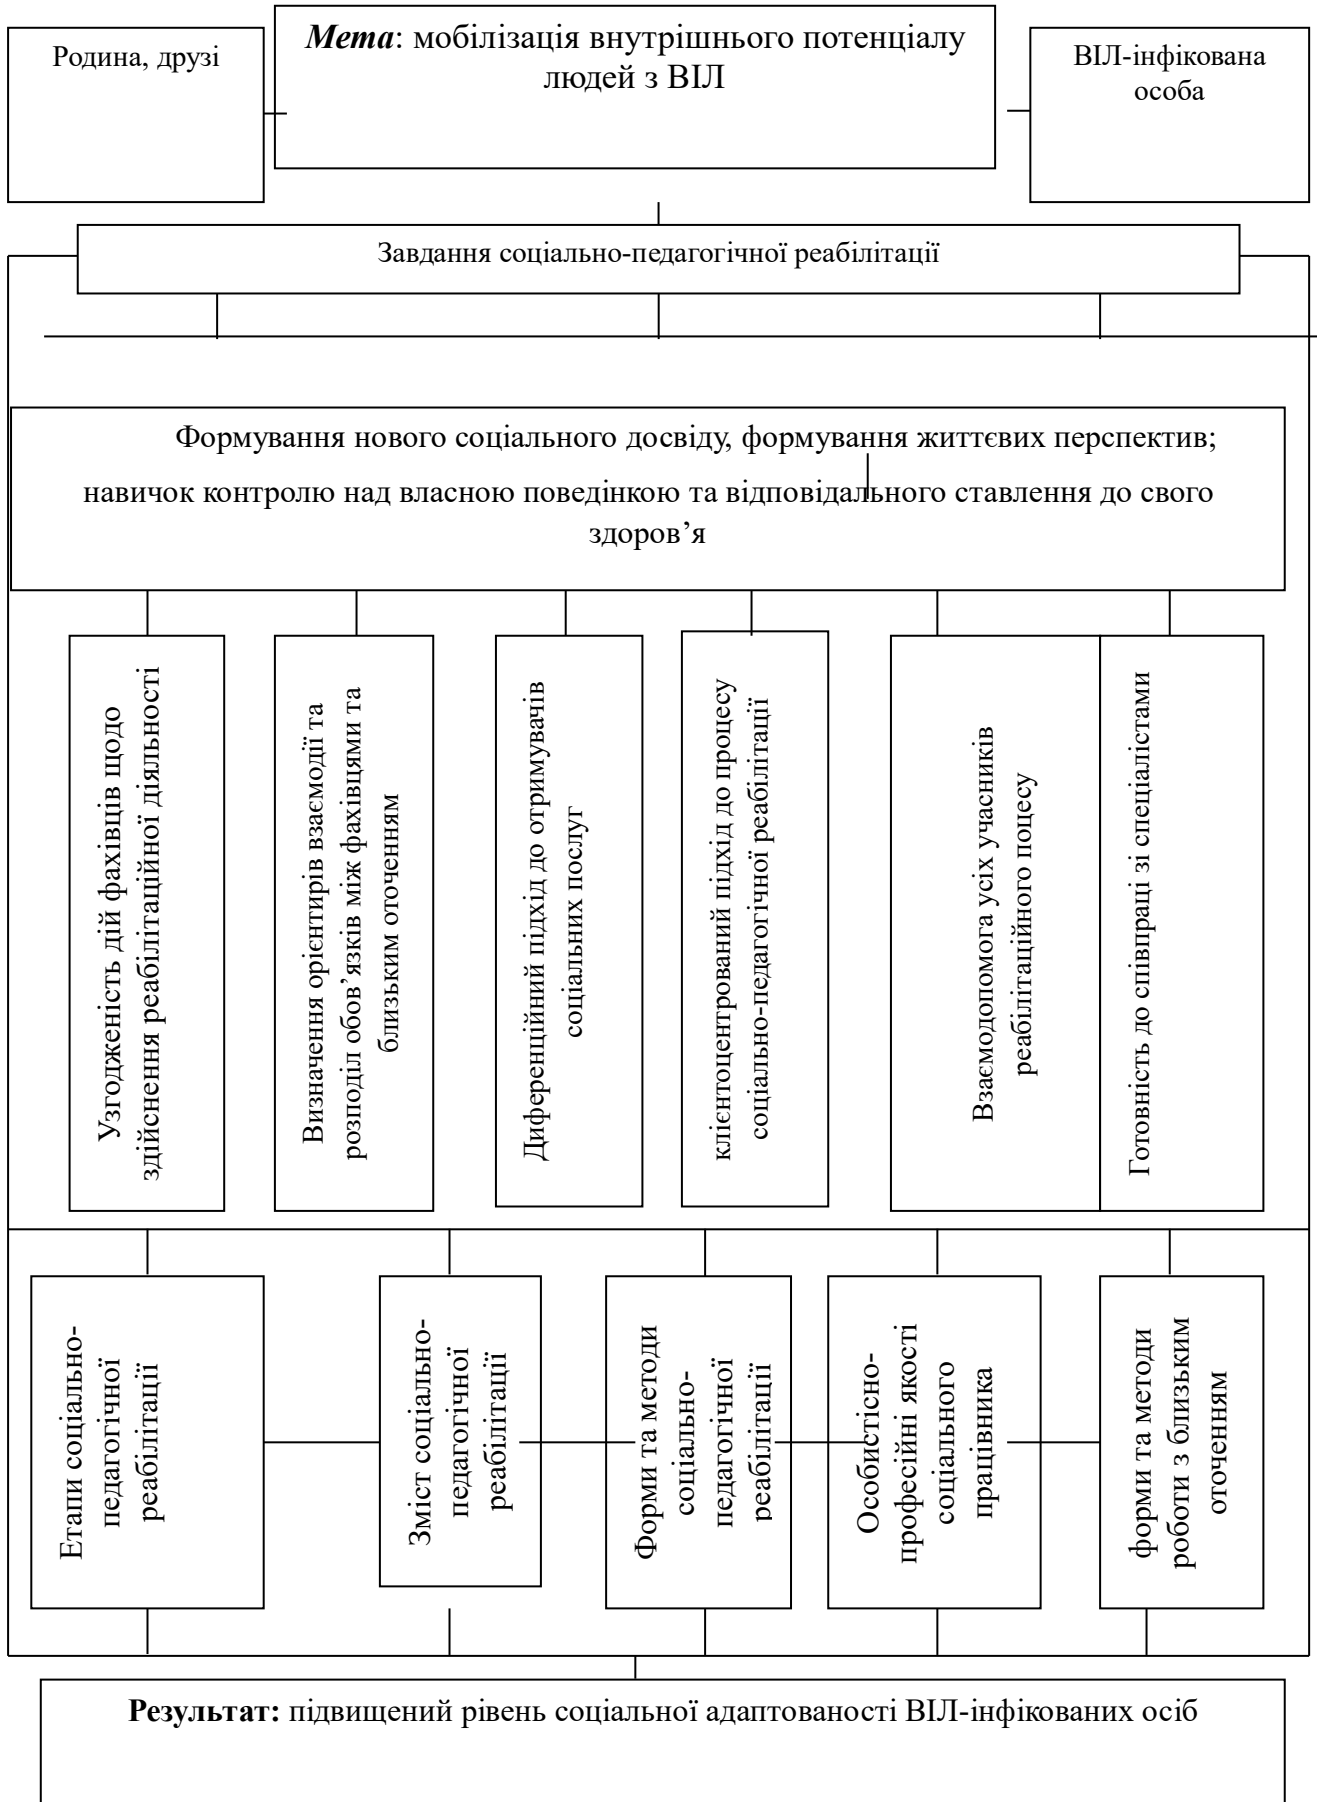 Родина, друзі
Мета: мобілізація внутрішнього потенціалу
людей з ВІЛ
ВІЛ-інфікована
особа
Завдання соціально-педагогічної реабілітації
Формування нового соціального досвіду, формування життєвих перспектив;
навичок контролю над власною поведінкою та відповідального ставлення до свого
здоров’я
Узгодженість дій фахівців щодо
здійснення реабілітаційної діяльності
Визначення орієнтирів взаємодії та
розподіл обов’язків між фахівцями та
близьким оточенням
Диференційний підхід до отримувачів
соціальних послуг
клієнтоцентрований підхід до процесу
соціально-педагогічної реабілітації
Взаємодопомога усіх учасників
реабілітаційного поцесу
Готовність до співпраці зі спеціалістами
Етапи соціально-
педагогічної
реабілітації
Зміст соціально-
педагогічної
реабілітації
Форми та методи
соціально-
педагогічної
реабілітації
Особистісно-
професійні якості
соціального
працівника
форми та методи
роботи з близьким
оточенням
Результат: підвищений рівень соціальної адаптованості ВІЛ-інфікованих осіб